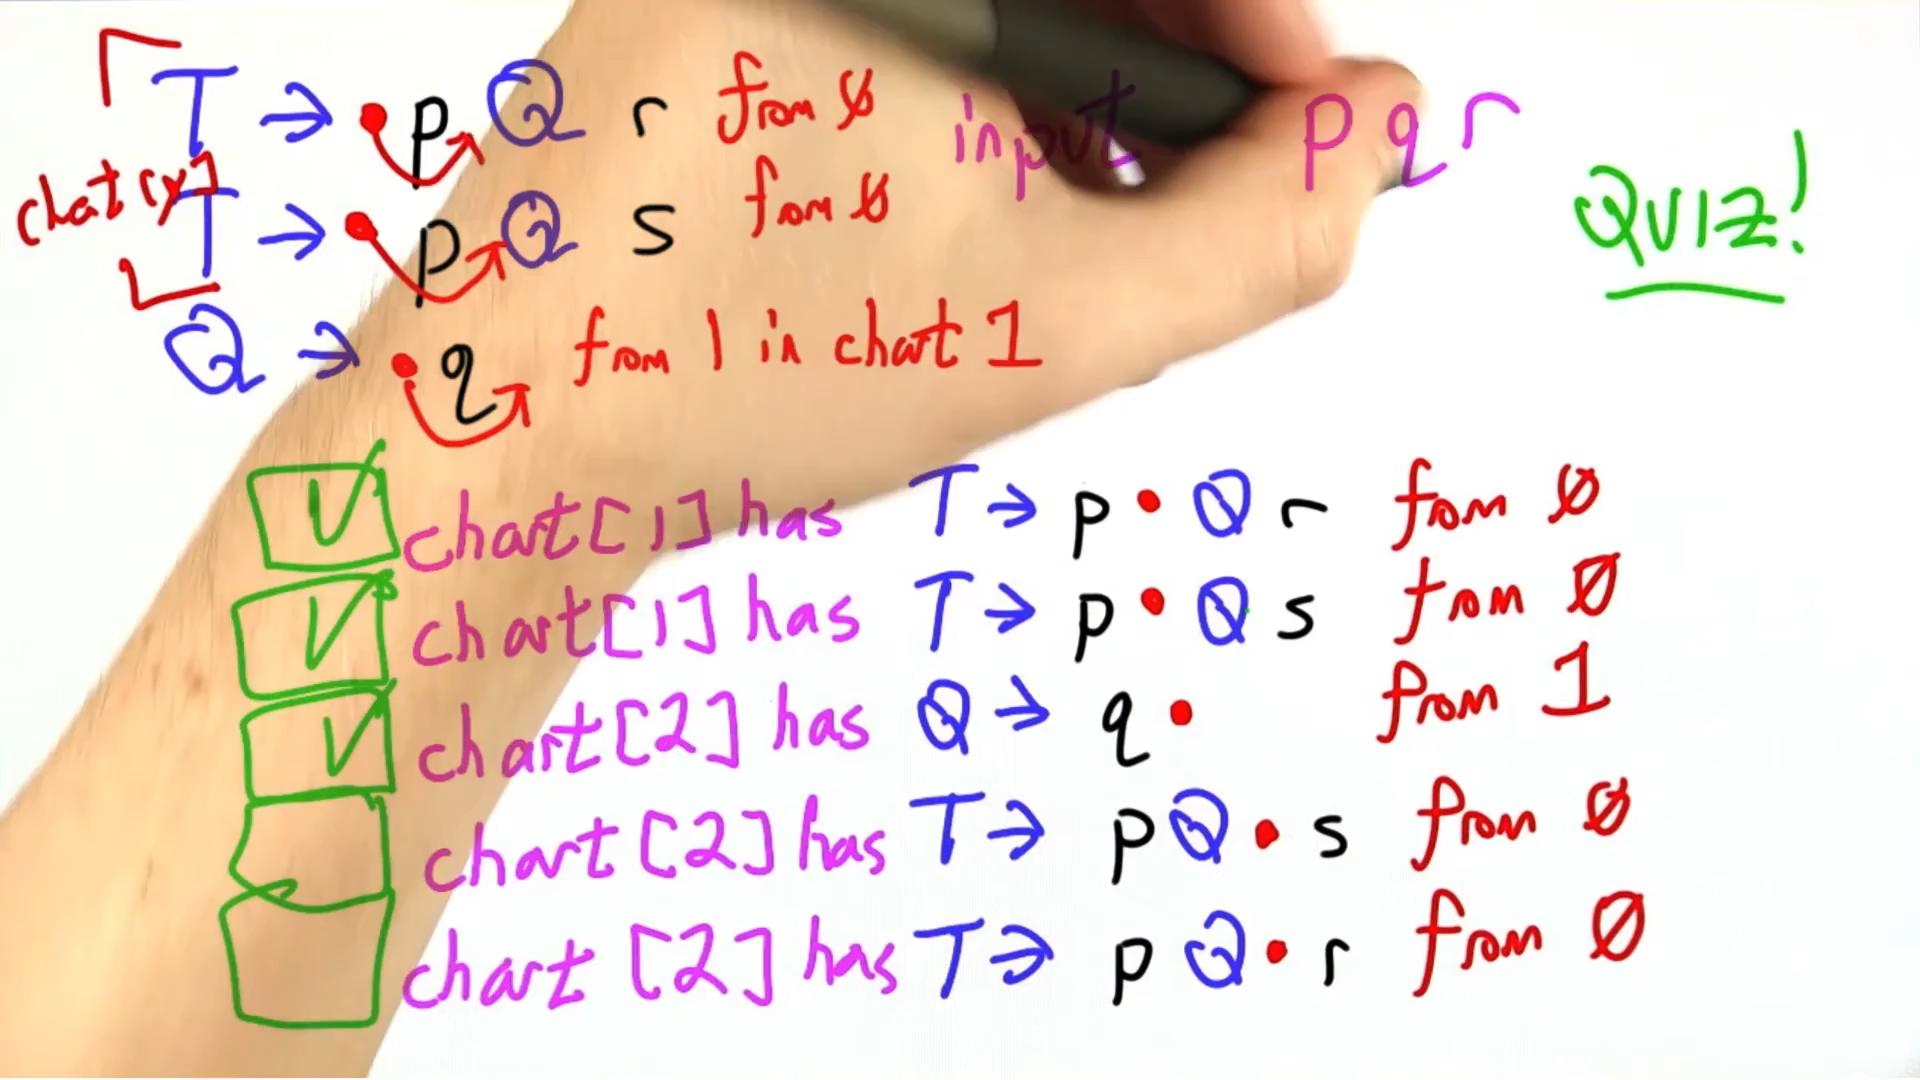 T → • p Q r from 0 input p q r
chat [x]
T → • p Q s from 0
QUIZ!
Q → • q from 1 in chart 1
chart[1] has T → p • Q r from 0
chart[1] has T → p • Q s from 0
chart[2] has Q → q • from 1
chart[2] has T → p Q • s from 0
chart [2] has T → p Q • r from 0